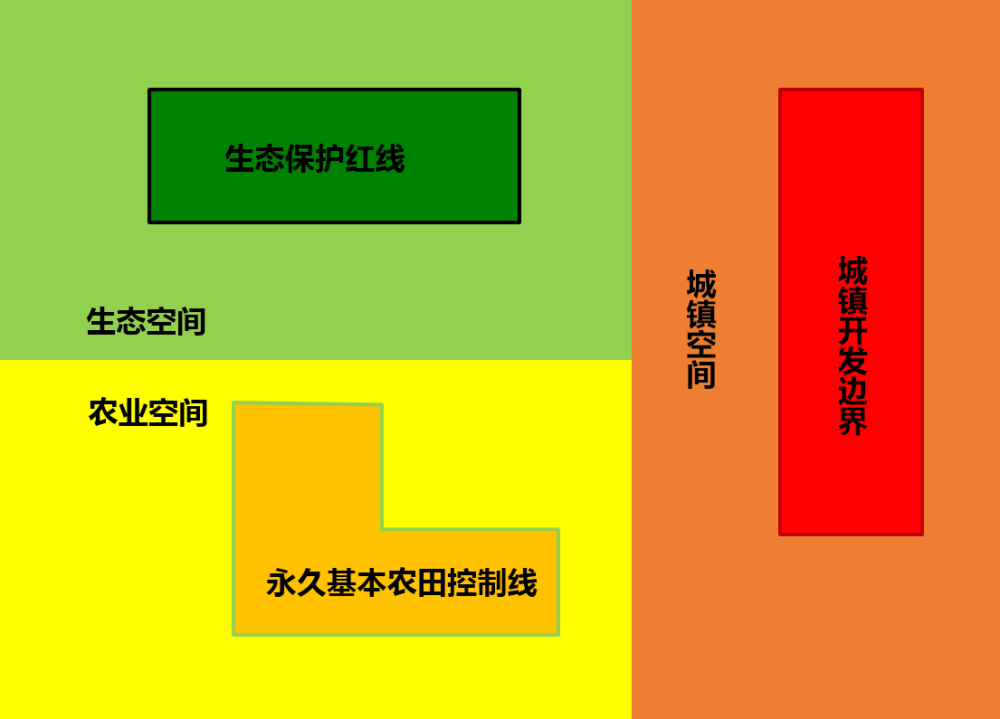 生态保护红线
生态空间
农业空间
永久基本农田控制线
城镇空间
城镇开发边界